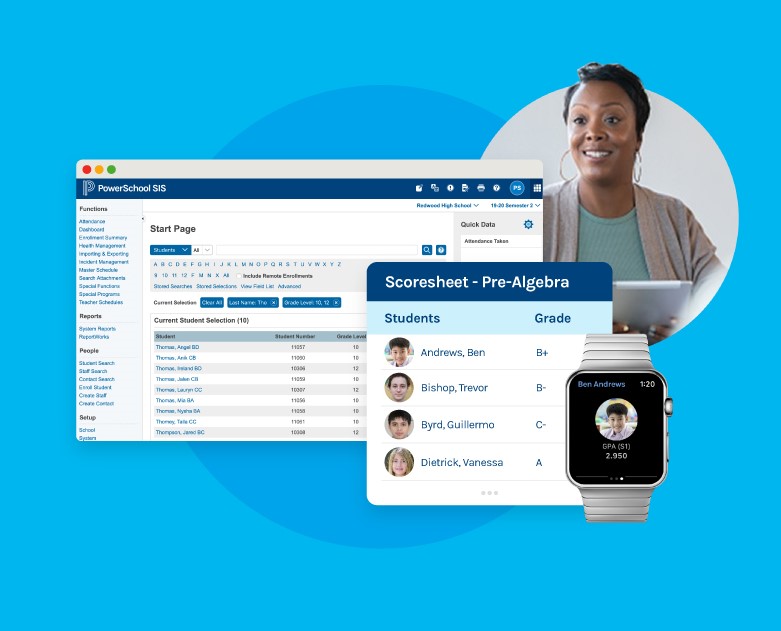 PowerSchool SIS
PS
Redwood High School
19-20 Semester 2
Functions
Attendance
Dashboard
Enrollment Summary
Health Management
Importing & Exporting
Incident Management
Master Schedule
Search Attachments
Special Functions
Special Programs
Teacher Schedules
Reports
System Reports
ReportWorks
People
Student Search
Staff Search
Contact Search
Enroll Student
Create Staff
Create Contact
Setup
School
System
Start Page
Students All
A B C D E F G H I J K L M N O P Q R S T U V W X Y Z
9 10 11 12 F M N X All Include Remote Enrollments
Stored Searches Stored Selections View Field List Advanced
Current Selection Clear All Last Name: Tho Grade Level: 10, 12
Current Student Selection (10)
Student Student Number Grade Level
Thomas, Angel BD 11057 10
Thomas, Anik CB 11000 10
Thomas, Ireland BD 10306 12
Thomas, Jalen CB 11059 10
Thomas, Lauryn CC 10307 12
Thomas, Mia BA 11056 10
Thomas, Nysha BA 11058 10
Thomey, Talia CC 11061 10
Thompson, Jared BC 10308 12
Quick Data
Attendance Taken
Scoresheet - Pre-Algebra
Students Grade
Andrews, Ben B+
Bishop, Trevor B-
Byrd, Guillermo C-
Dietrick, Vanessa A
Ben Andrews 1:20
GPA (S1)
2.950